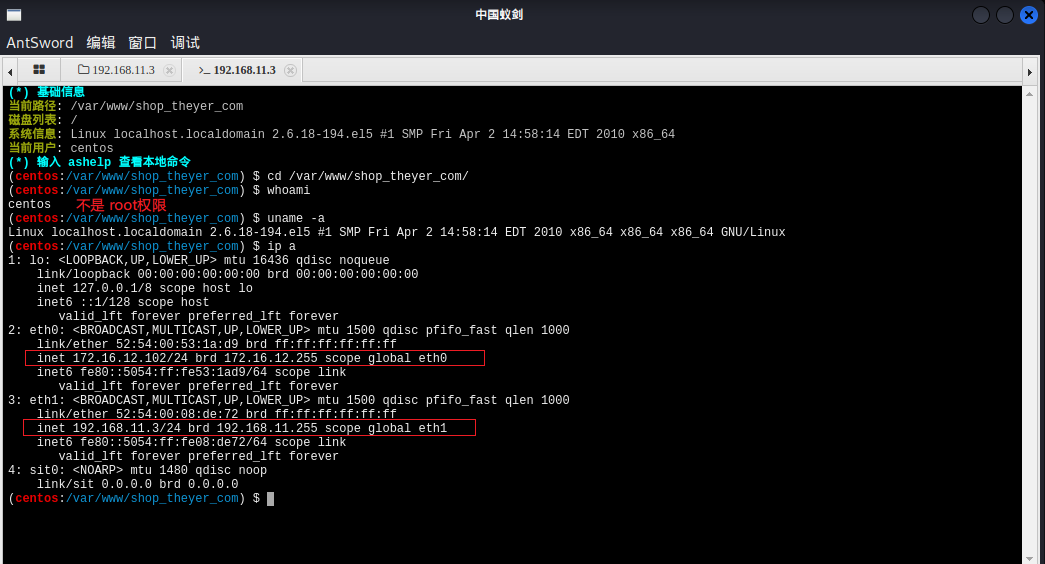 中国蚁剑
AntSword 编辑 窗口 调试
192.168.11.3 >_ 192.168.11.3
(*) 基础信息
当前路径: /var/www/shop_theyer_com
磁盘列表: /
系统信息: Linux localhost.localdomain 2.6.18-194.el5 #1 SMP Fri Apr 2 14:58:14 EDT 2010 x86_64
当前用户: centos
(*) 输入 ashelp 查看本地命令
(centos:/var/www/shop_theyer_com) $ cd /var/www/shop_theyer_com/
(centos:/var/www/shop_theyer_com) $ whoami
centos 不是 root权限
(centos:/var/www/shop_theyer_com) $ uname -a
Linux localhost.localdomain 2.6.18-194.el5 #1 SMP Fri Apr 2 14:58:14 EDT 2010 x86_64 x86_64 x86_64 GNU/Linux
(centos:/var/www/shop_theyer_com) $ ip a
1: lo: <LOOPBACK,UP,LOWER_UP> mtu 16436 qdisc noqueue
link/loopback 00:00:00:00:00:00 brd 00:00:00:00:00:00
inet 127.0.0.1/8 scope host lo
inet6 ::1/128 scope host
valid_lft forever preferred_lft forever
2: eth0: <BROADCAST,MULTICAST,UP,LOWER_UP> mtu 1500 qdisc pfifo_fast qlen 1000
link/ether 52:54:00:53:1a:d9 brd ff:ff:ff:ff:ff:ff
inet 172.16.12.102/24 brd 172.16.12.255 scope global eth0
inet6 fe80::5054:ff:fe53:1ad9/64 scope link
valid_lft forever preferred_lft forever
3: eth1: <BROADCAST,MULTICAST,UP,LOWER_UP> mtu 1500 qdisc pfifo_fast qlen 1000
link/ether 52:54:00:08:de:72 brd ff:ff:ff:ff:ff:ff
inet 192.168.11.3/24 brd 192.168.11.255 scope global eth1
inet6 fe80::5054:ff:fe08:de72/64 scope link
valid_lft forever preferred_lft forever
4: sit0: <NOARP> mtu 1480 qdisc noop
link/sit 0.0.0.0 brd 0.0.0.0
(centos:/var/www/shop_theyer_com) $